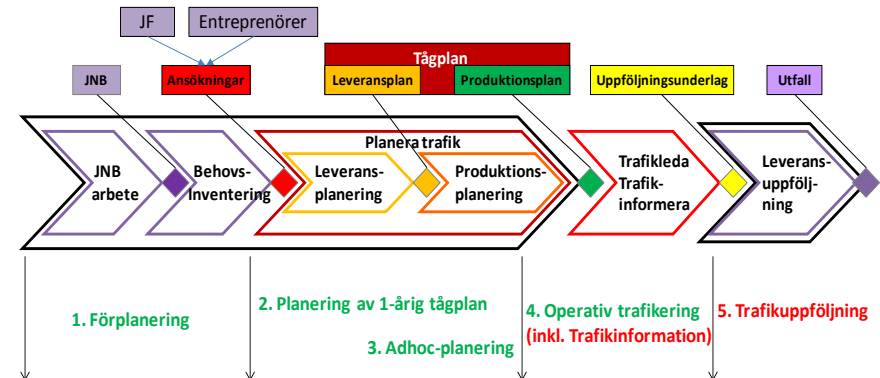 JF
Entreprenörer
Tågplan
JNB
Ansökningar
Leveransplan
Produktionsplan
Uppföljningsunderlag
Utfall
Planera trafik
JNB
arbete
Behovs-
Inventering
Leverans-
planering
Produktions-
planering
Trafikleda
Trafik-
informera
Leverans-
uppfölj-
ning
1. Förplanering
2. Planering av 1-årig tågplan
3. Adhoc-planering
4. Operativ trafikering
(inkl. Trafikinformation)
5. Trafikuppföljning